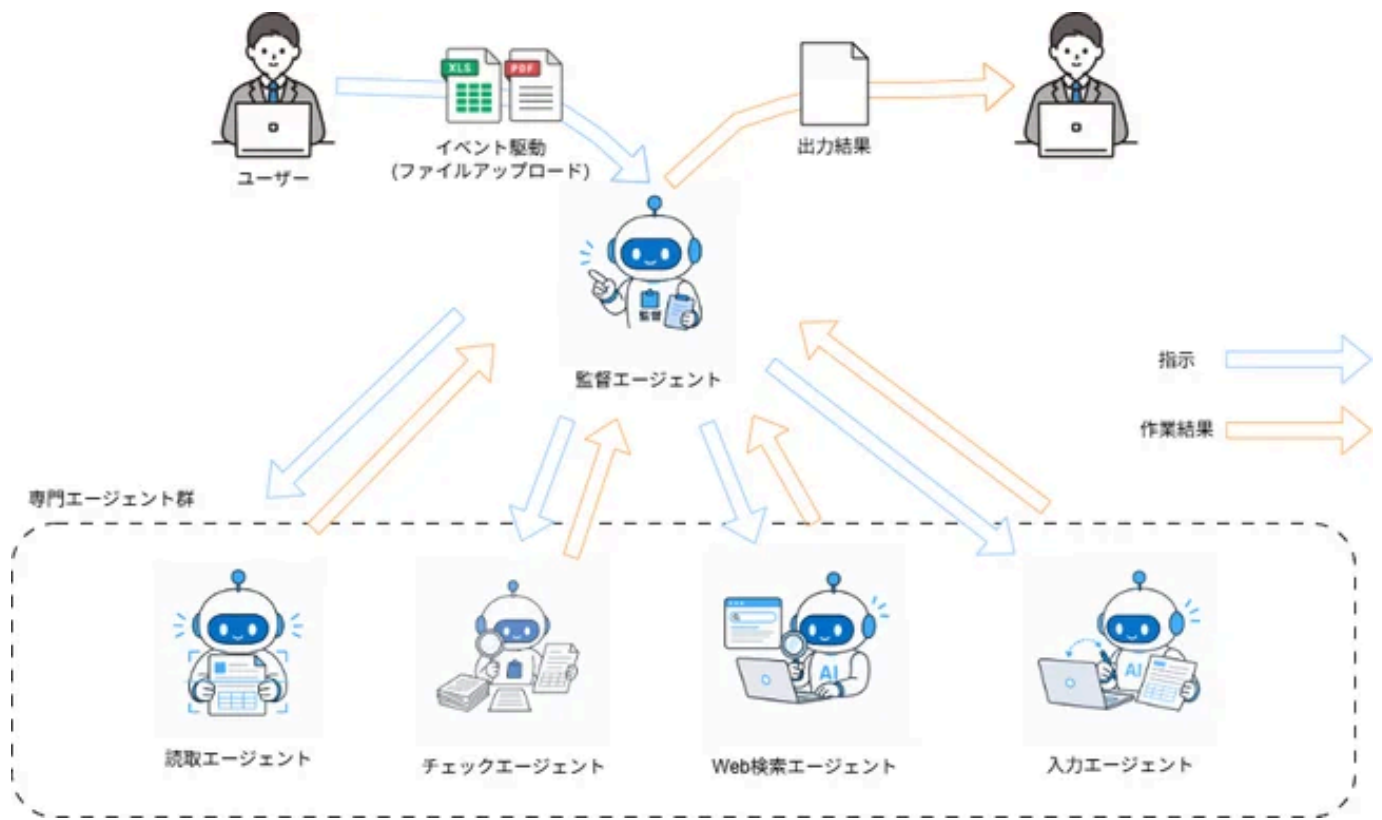 XLS
PDF
イベント駆動
(ファイルアップロード)
ユーザー
出力結果
監督
監督エージェント
指示
作業結果
専門エージェント群
読取エージェント
チェックエージェント
AI
Web検索エージェント
AI
入力エージェント